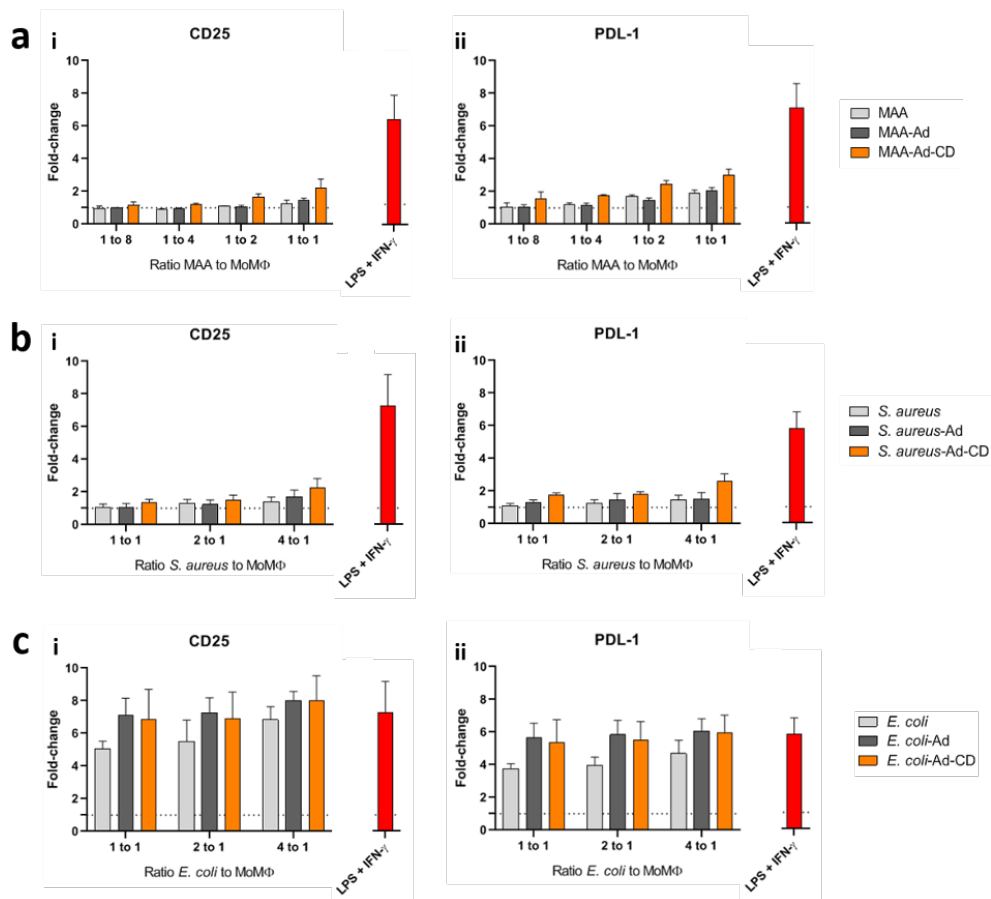 a
i
CD25
Fold-change
10
8
6
4
2
0
1 to 8
1 to 4
1 to 2
1 to 1
Ratio MAA to MoMΦ
LPS + IFN-γ
ii
PDL-1
Fold-change
10
8
6
4
2
0
1 to 8
1 to 4
1 to 2
1 to 1
Ratio MAA to MoMΦ
LPS + IFN-γ
MAA
MAA-Ad
MAA-Ad-CD
b
i
CD25
Fold-change
10
8
6
4
2
0
1 to 1
2 to 1
4 to 1
Ratio S. aureus to MoMΦ
LPS + IFN-γ
ii
PDL-1
Fold-change
10
8
6
4
2
0
1 to 1
2 to 1
4 to 1
Ratio S. aureus to MoMΦ
LPS + IFN-γ
S. aureus
S. aureus-Ad
S. aureus-Ad-CD
c
i
CD25
Fold-change
10
8
6
4
2
0
1 to 1
2 to 1
4 to 1
Ratio E. coli to MoMΦ
LPS + IFN-γ
ii
PDL-1
Fold-change
10
8
6
4
2
0
1 to 1
2 to 1
4 to 1
Ratio E. coli to MoMΦ
LPS + IFN-γ
E. coli
E. coli-Ad
E. coli-Ad-CD